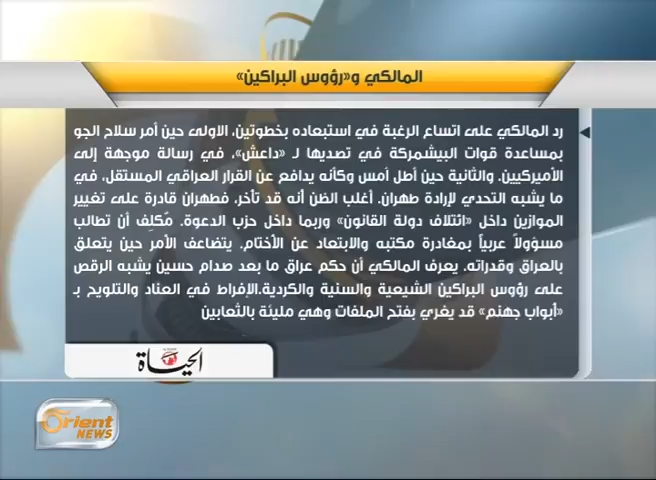 المالكي و«رؤوس البراكين»
رد المالكي على اتساع الرغبة في استبعاده بخطوتين، الاولى حين أمر سلاح الجو
بمساعدة قوات البيشمركة في تصديها لـ «داعش»، في رسالة موجهة إلى
الأميركيين. والثانية حين أطل أمس وكأنه يدافع عن القرار العراقي المستقل، في
ما يشبه التحدي لإرادة طهران. أغلب الظن أنه قد تأخر، فطهران قادرة على تغيير
الموازين داخل «ائتلاف دولة القانون» وربما داخل حزب الدعوة. مُكلِف أن تطالب
مسؤولاً عربياً بمغادرة مكتبه والابتعاد عن الأختام. يتضاعف الأمر حين يتعلق
بالعراق وقدراته. يعرف المالكي أن حكم عراق ما بعد صدام حسين يشبه الرقص
على رؤوس البراكين الشيعية والسنية والكردية.الإفراط في العناد والتلويح بـ
«أبواب جهنم» قد يغري بفتح الملفات وهي مليئة بالثعابين
الحياة
Orient
NEWS